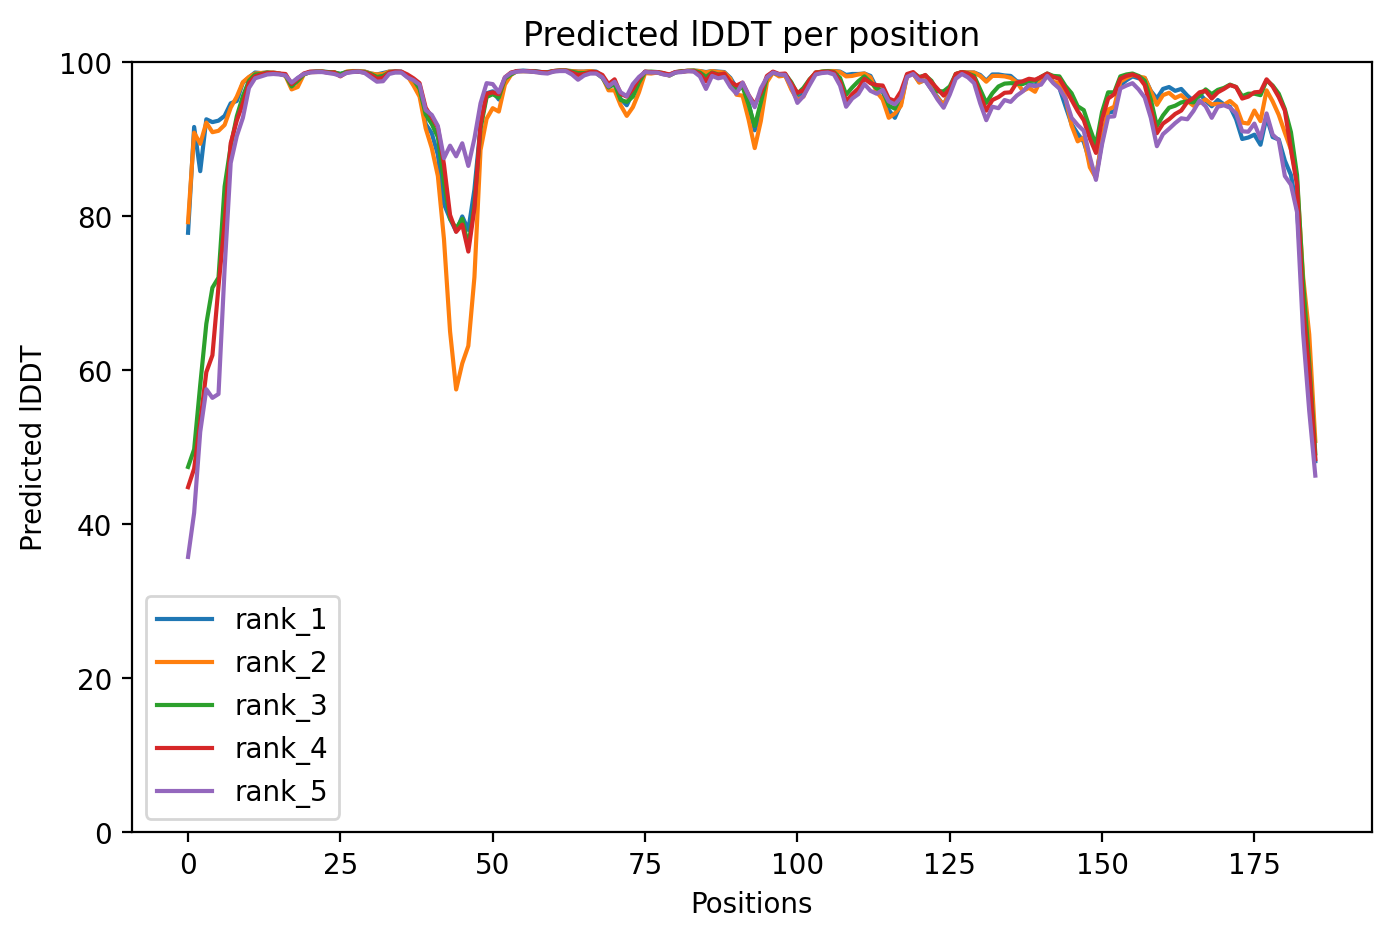 Predicted lDDT per position
Predicted lDDT
100
80
60
40
20
0
rank_1
rank_2
rank_3
rank_4
rank_5
0 25 50 75 100 125 150 175
Positions